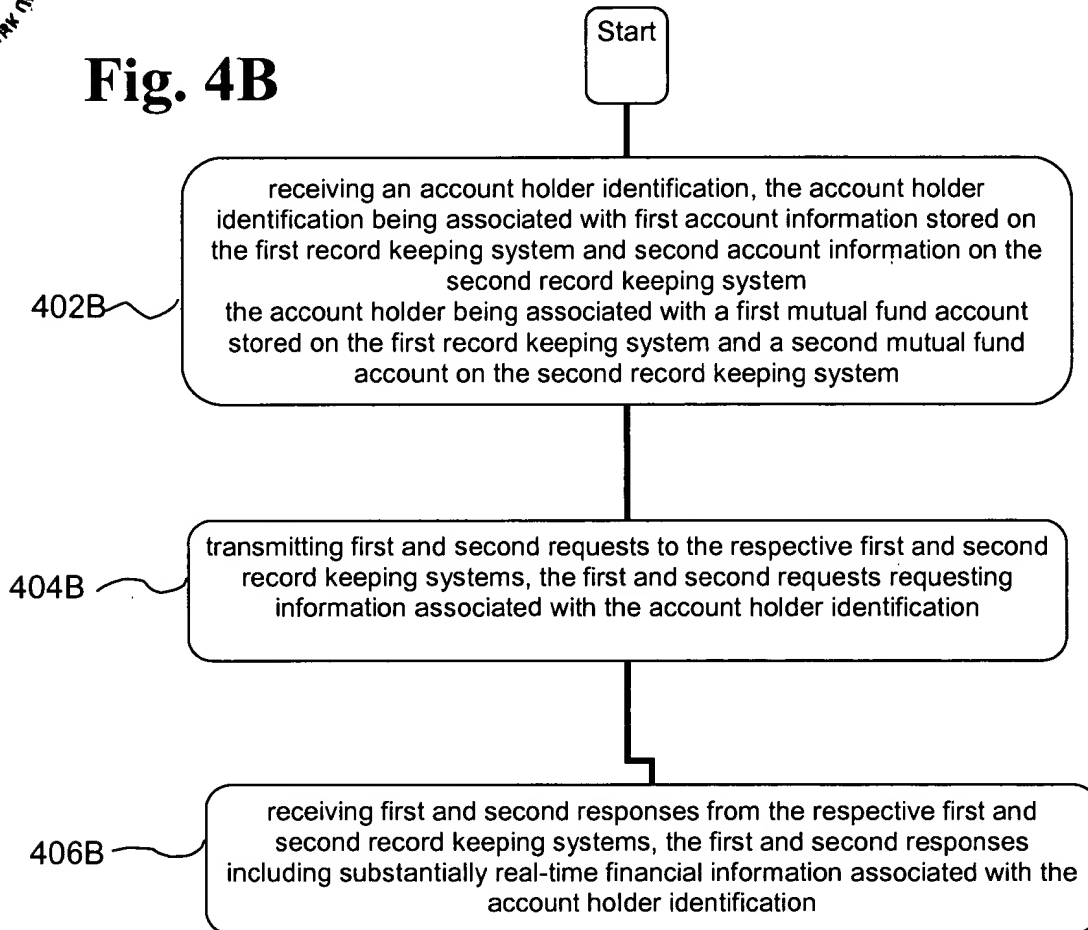 Fig. 4B
Start
402B
receiving an account holder identification, the account holder
identification being associated with first account information stored on
the first record keeping system and second account information on the
second record keeping system
the account holder being associated with a first mutual fund account
stored on the first record keeping system and a second mutual fund
account on the second record keeping system
404B
transmitting first and second requests to the respective first and second
record keeping systems, the first and second requests requesting
information associated with the account holder identification
406B
receiving first and second responses from the respective first and
second record keeping systems, the first and second responses
including substantially real-time financial information associated with the
account holder identification